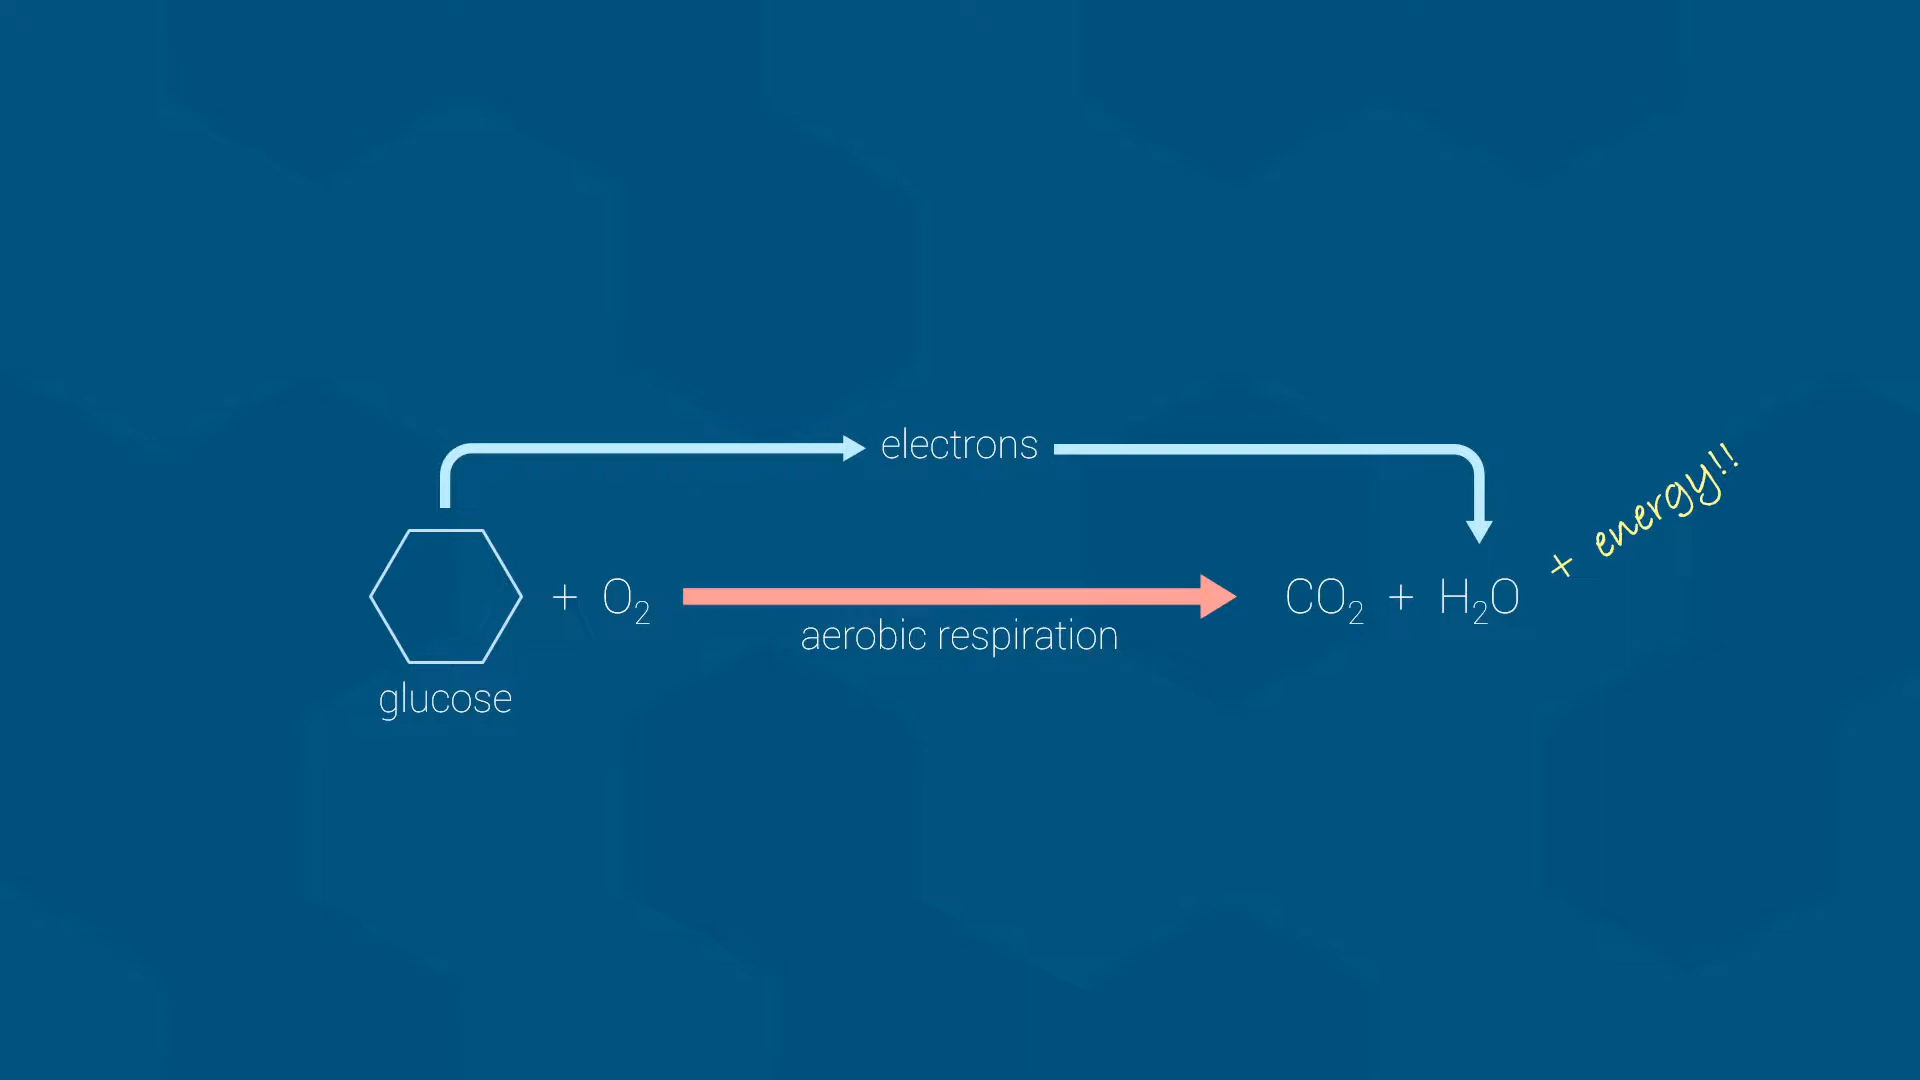 electrons
+ energy!!
+ O₂
CO₂ + H₂O
aerobic respiration
glucose